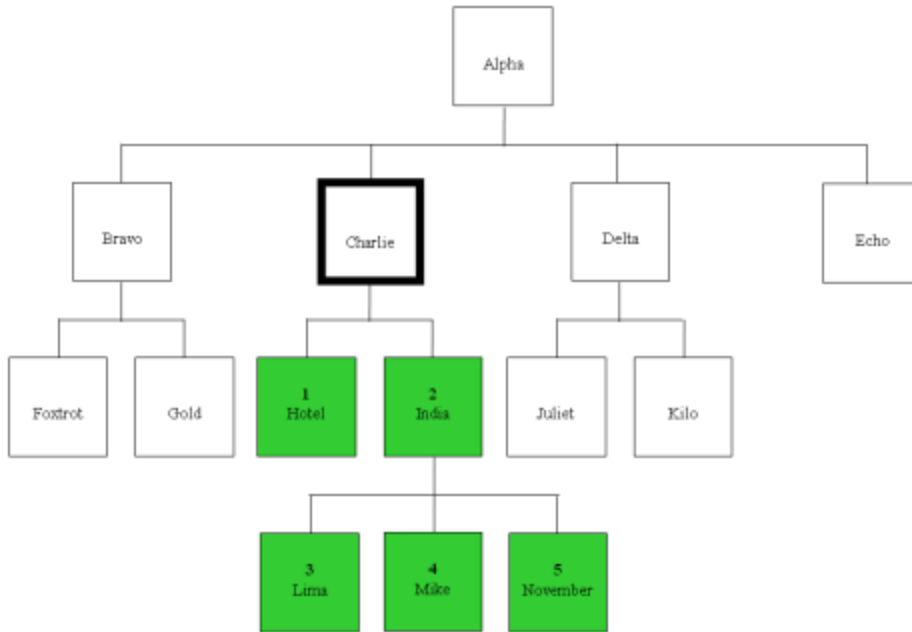 Alpha
Bravo
Charlie
Delta
Echo
Foxtrot
Gold
1
Hotel
2
India
Juliet
Kilo
3
Lima
4
Mike
5
November